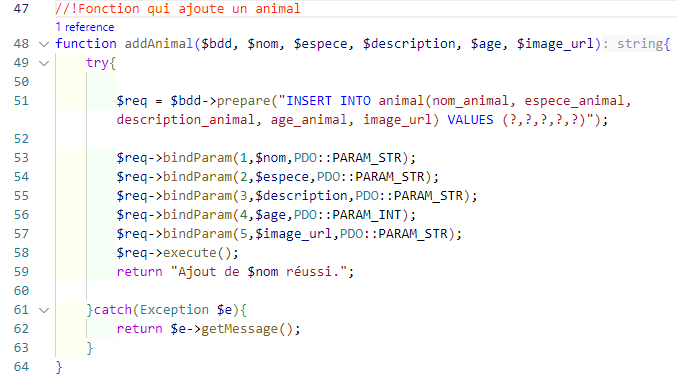 47 //!Fonction qui ajoute un animal
1 reference
48 function addAnimal($bdd, $nom, $espece, $description, $age, $image_url): string{
49 try{
50
51 $req = $bdd->prepare("INSERT INTO animal(nom_animal, espece_animal,
description_animal, age_animal, image_url) VALUES (?,?,?,?,?)");
52
53 $req->bindParam(1,$nom,PDO::PARAM_STR);
54 $req->bindParam(2,$espece,PDO::PARAM_STR);
55 $req->bindParam(3,$description,PDO::PARAM_STR);
56 $req->bindParam(4,$age,PDO::PARAM_INT);
57 $req->bindParam(5,$image_url,PDO::PARAM_STR);
58 $req->execute();
59 return "Ajout de $nom réussi.";
60
61 }catch(Exception $e){
62 return $e->getMessage();
63 }
64 }